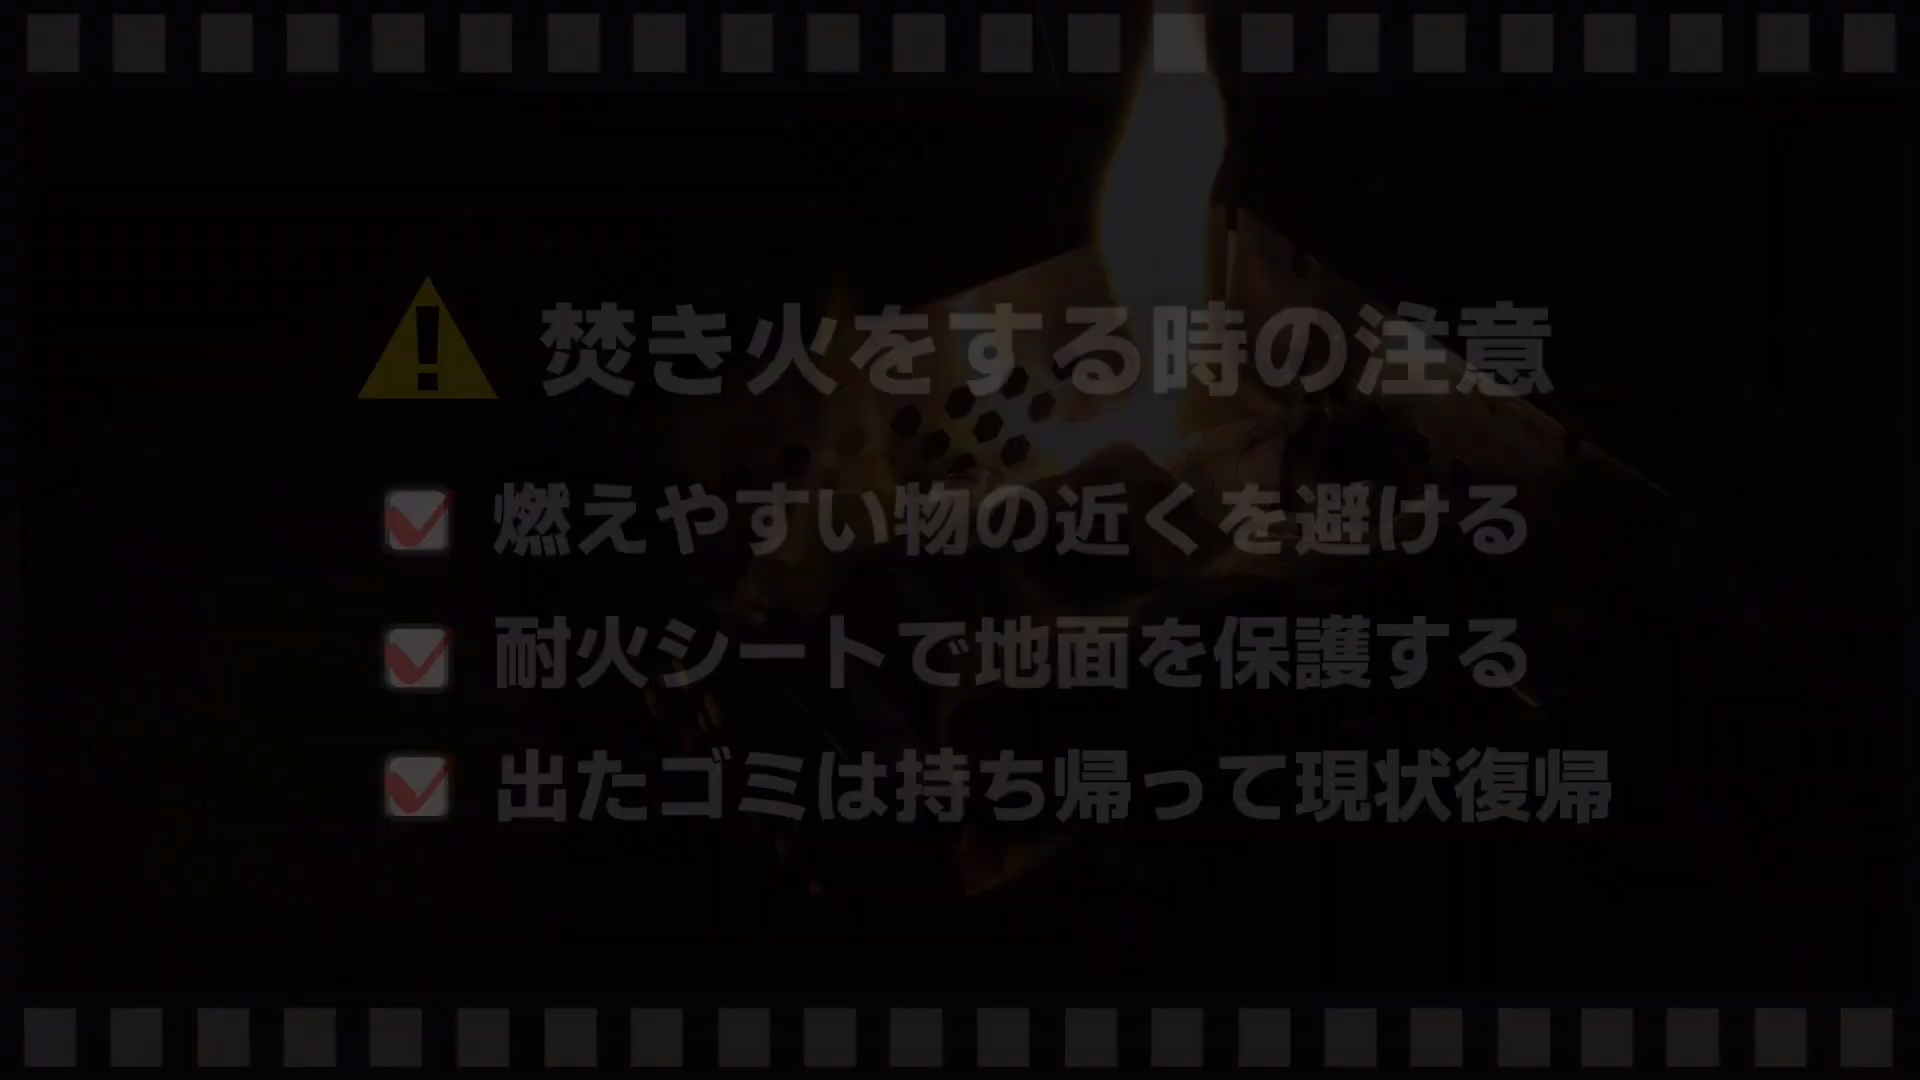 焚き火をする時の注意
燃えやすい物の近くを避ける
耐火シートで地面を保護する
出たゴミは持ち帰って現状復帰